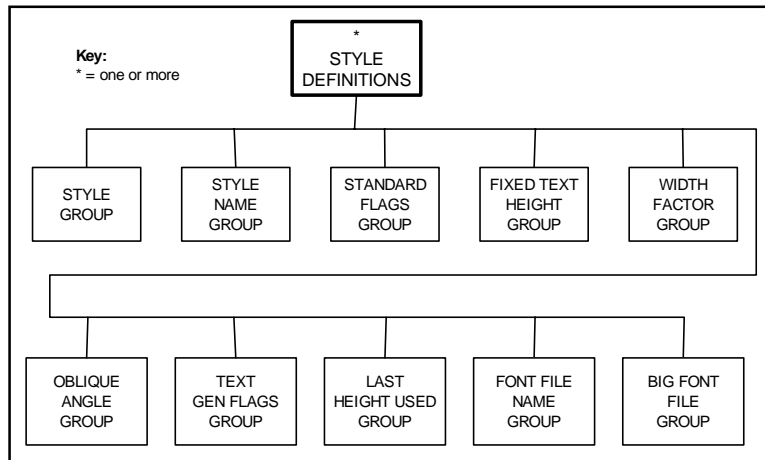 Key:
* = one or more
*
STYLE
DEFINITIONS
STYLE
GROUP
STYLE
NAME
GROUP
STANDARD
FLAGS
GROUP
FIXED TEXT
HEIGHT
GROUP
WIDTH
FACTOR
GROUP
OBLIQUE
ANGLE
GROUP
TEXT
GEN FLAGS
GROUP
LAST
HEIGHT USED
GROUP
FONT FILE
NAME
GROUP
BIG FONT
FILE
GROUP